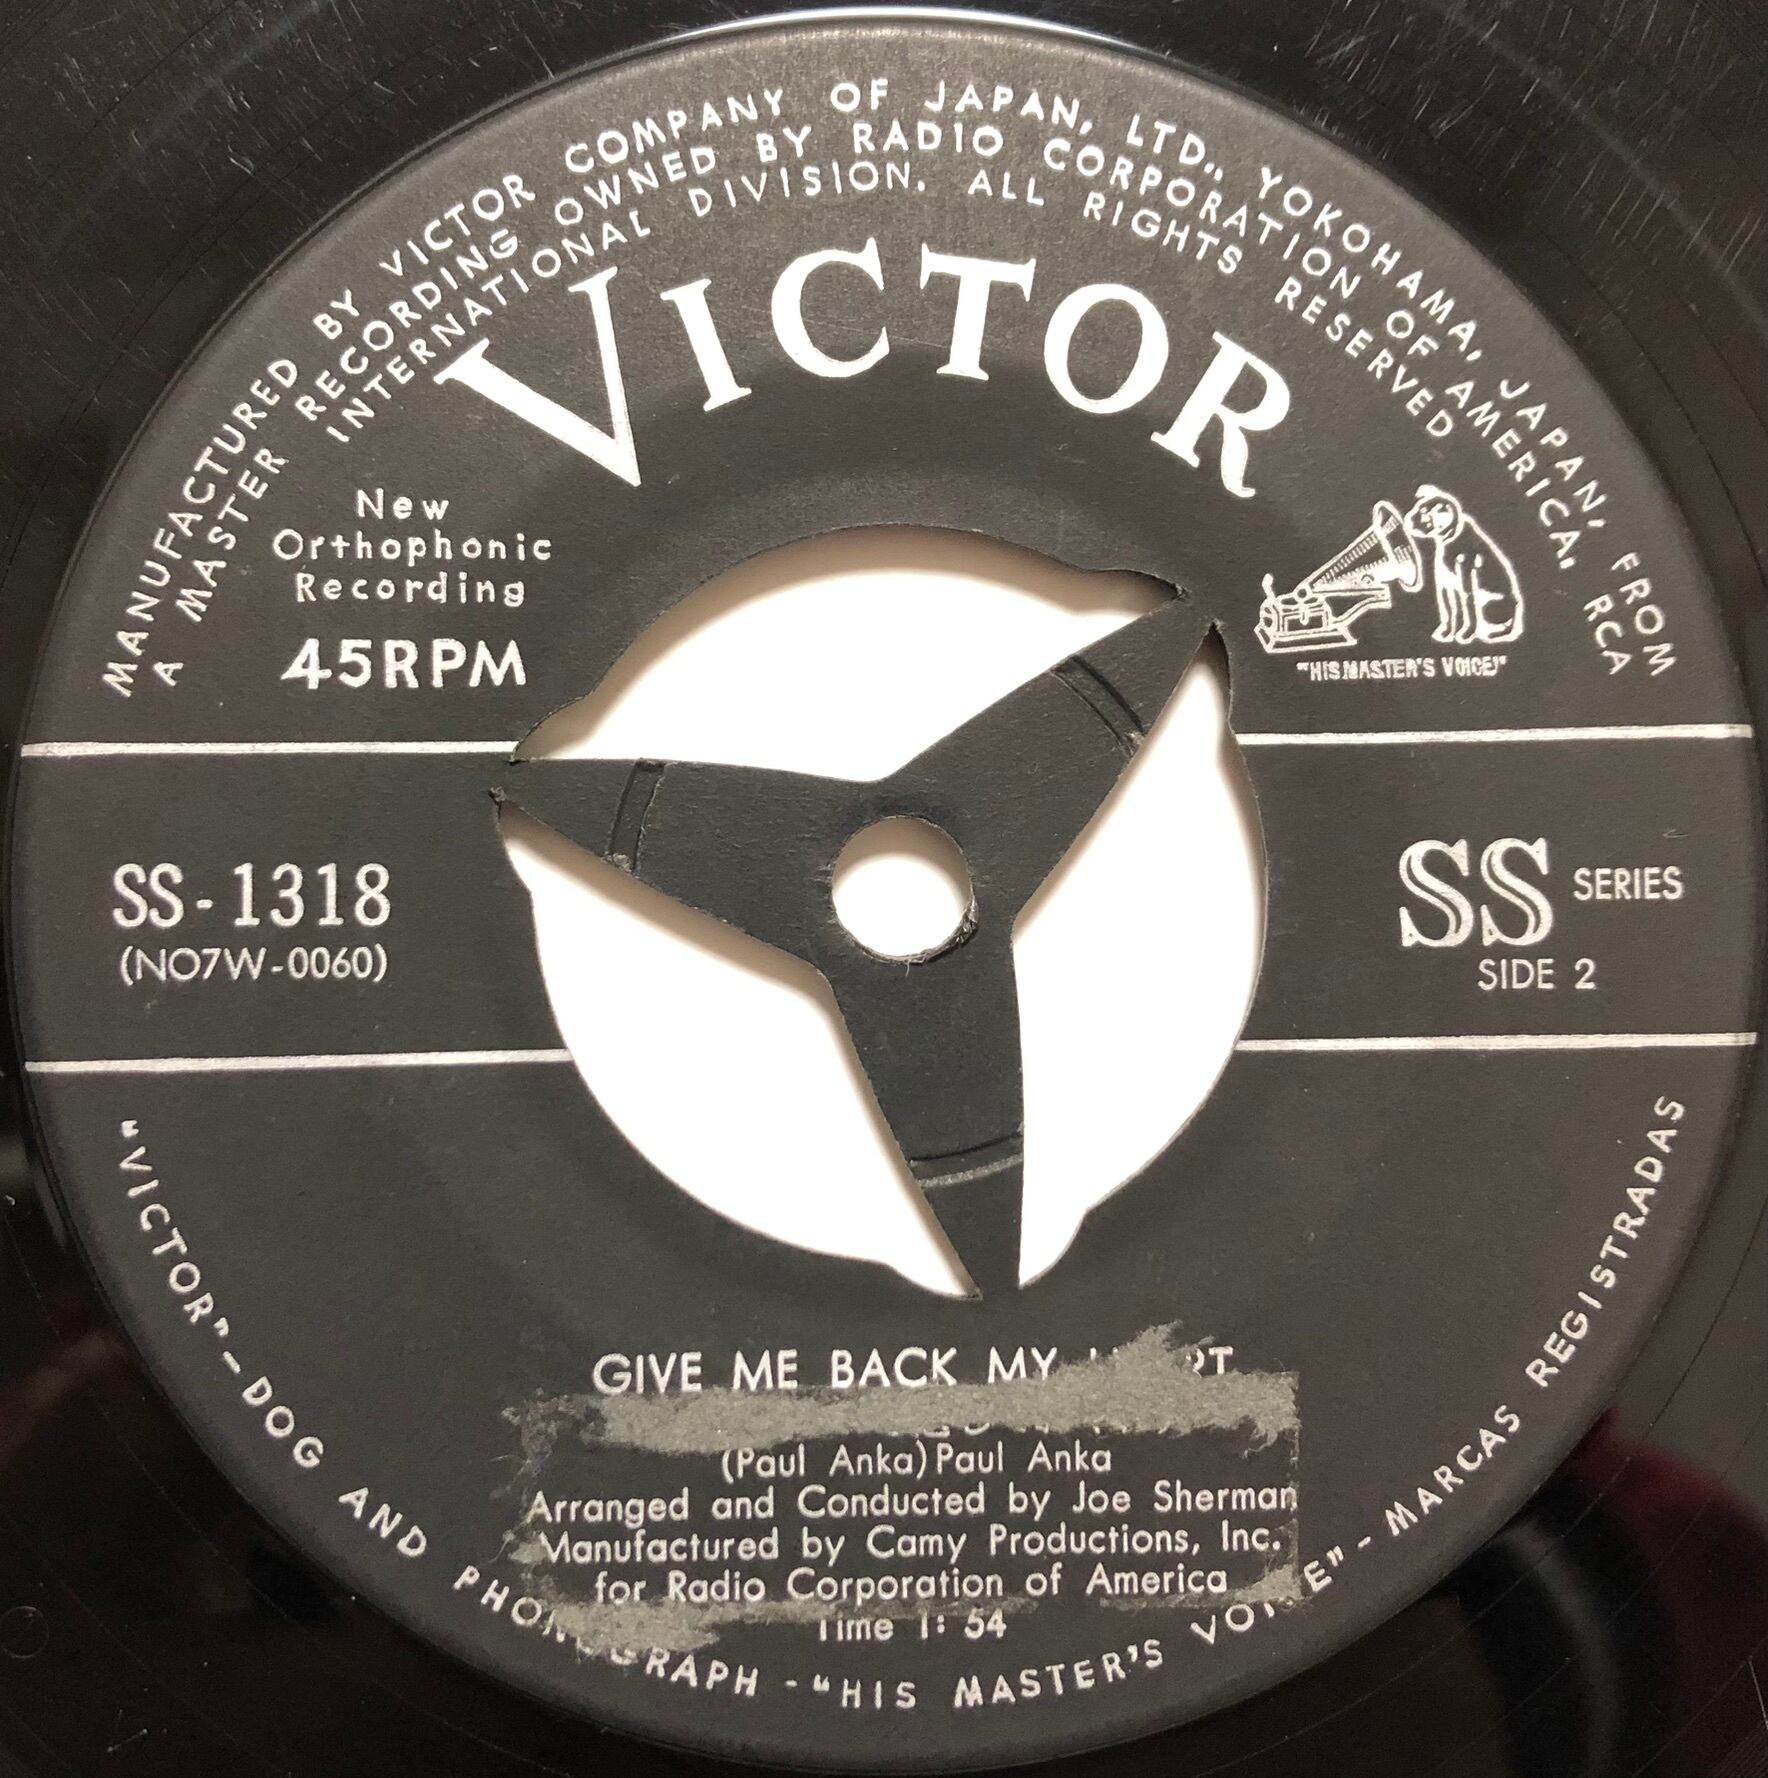 MANUFACTURED BY VICTOR COMPANY OF JAPAN, LTD., YOKOHAMA, JAPAN, FROM
A MASTER RECORDING OWNED BY RADIO CORPORATION OF AMERICA, RCA
INTERNATIONAL DIVISION. ALL RIGHTS RESERVED
VICTOR
New
Orthophonic
Recording
45RPM
"HIS MASTER'S VOICE"
SS-1318
(NO7W-0060)
SS SERIES
SIDE 2
GIVE ME BACK MY
(Paul Anka) Paul Anka
Arranged and Conducted by Joe Sherman
Manufactured by Camy Productions, Inc.
for Radio Corporation of America
Time 1: 54
"VICTOR"-DOG AND PHONOGRAPH-"HIS MASTER'S VOICE"-MARCAS REGISTRADAS